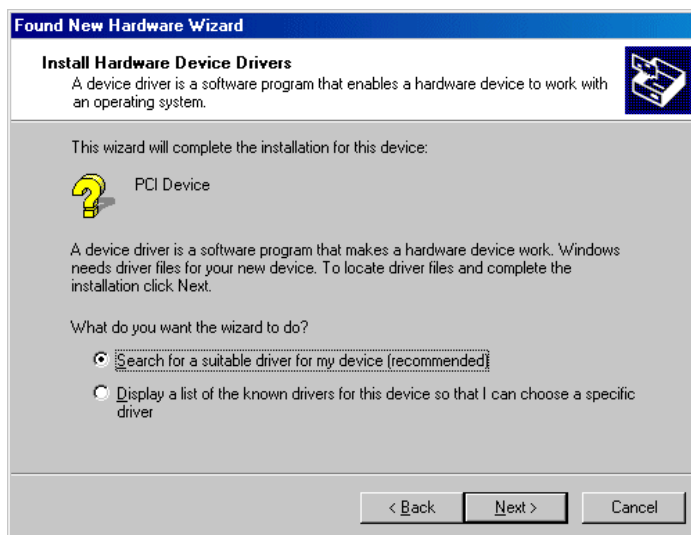 Found New Hardware Wizard
Install Hardware Device Drivers
A device driver is a software program that enables a hardware device to work with
an operating system.
This wizard will complete the installation for this device:
PCI Device
A device driver is a software program that makes a hardware device work. Windows
needs driver files for your new device. To locate driver files and complete the
installation click Next.
What do you want the wizard to do?
Search for a suitable driver for my device (recommended)
Display a list of the known drivers for this device so that I can choose a specific
driver
< Back
Next >
Cancel